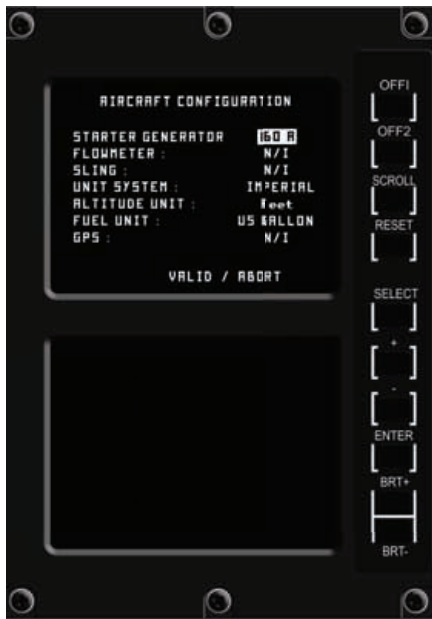 AIRCRAFT CONFIGURATION
STARTER GENERATOR 160 A
FLOWMETER : N/I
SLING : N/I
UNIT SYSTEM : IMPERIAL
ALTITUDE UNIT : Feet
FUEL UNIT : US GALLON
GPS : N/I
VALID / ABORT
OFF1
OFF2
SCROLL
RESET
SELECT
+
-
ENTER
BRT+
BRT-